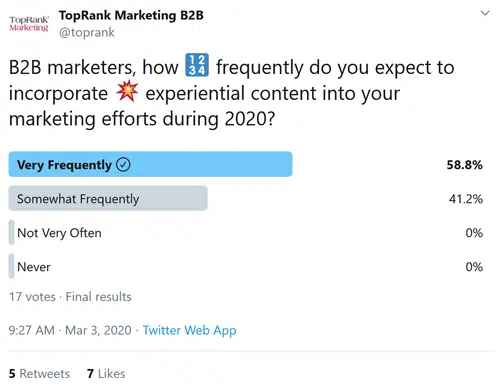 TopRank®
Marketing
TopRank Marketing B2B
@toprank
B2B marketers, how 🔢 frequently do you expect to
incorporate 💥 experiential content into your
marketing efforts during 2020?
Very Frequently 58.8%
Somewhat Frequently 41.2%
Not Very Often 0%
Never 0%
17 votes · Final results
9:27 AM · Mar 3, 2020 · Twitter Web App
5 Retweets 7 Likes